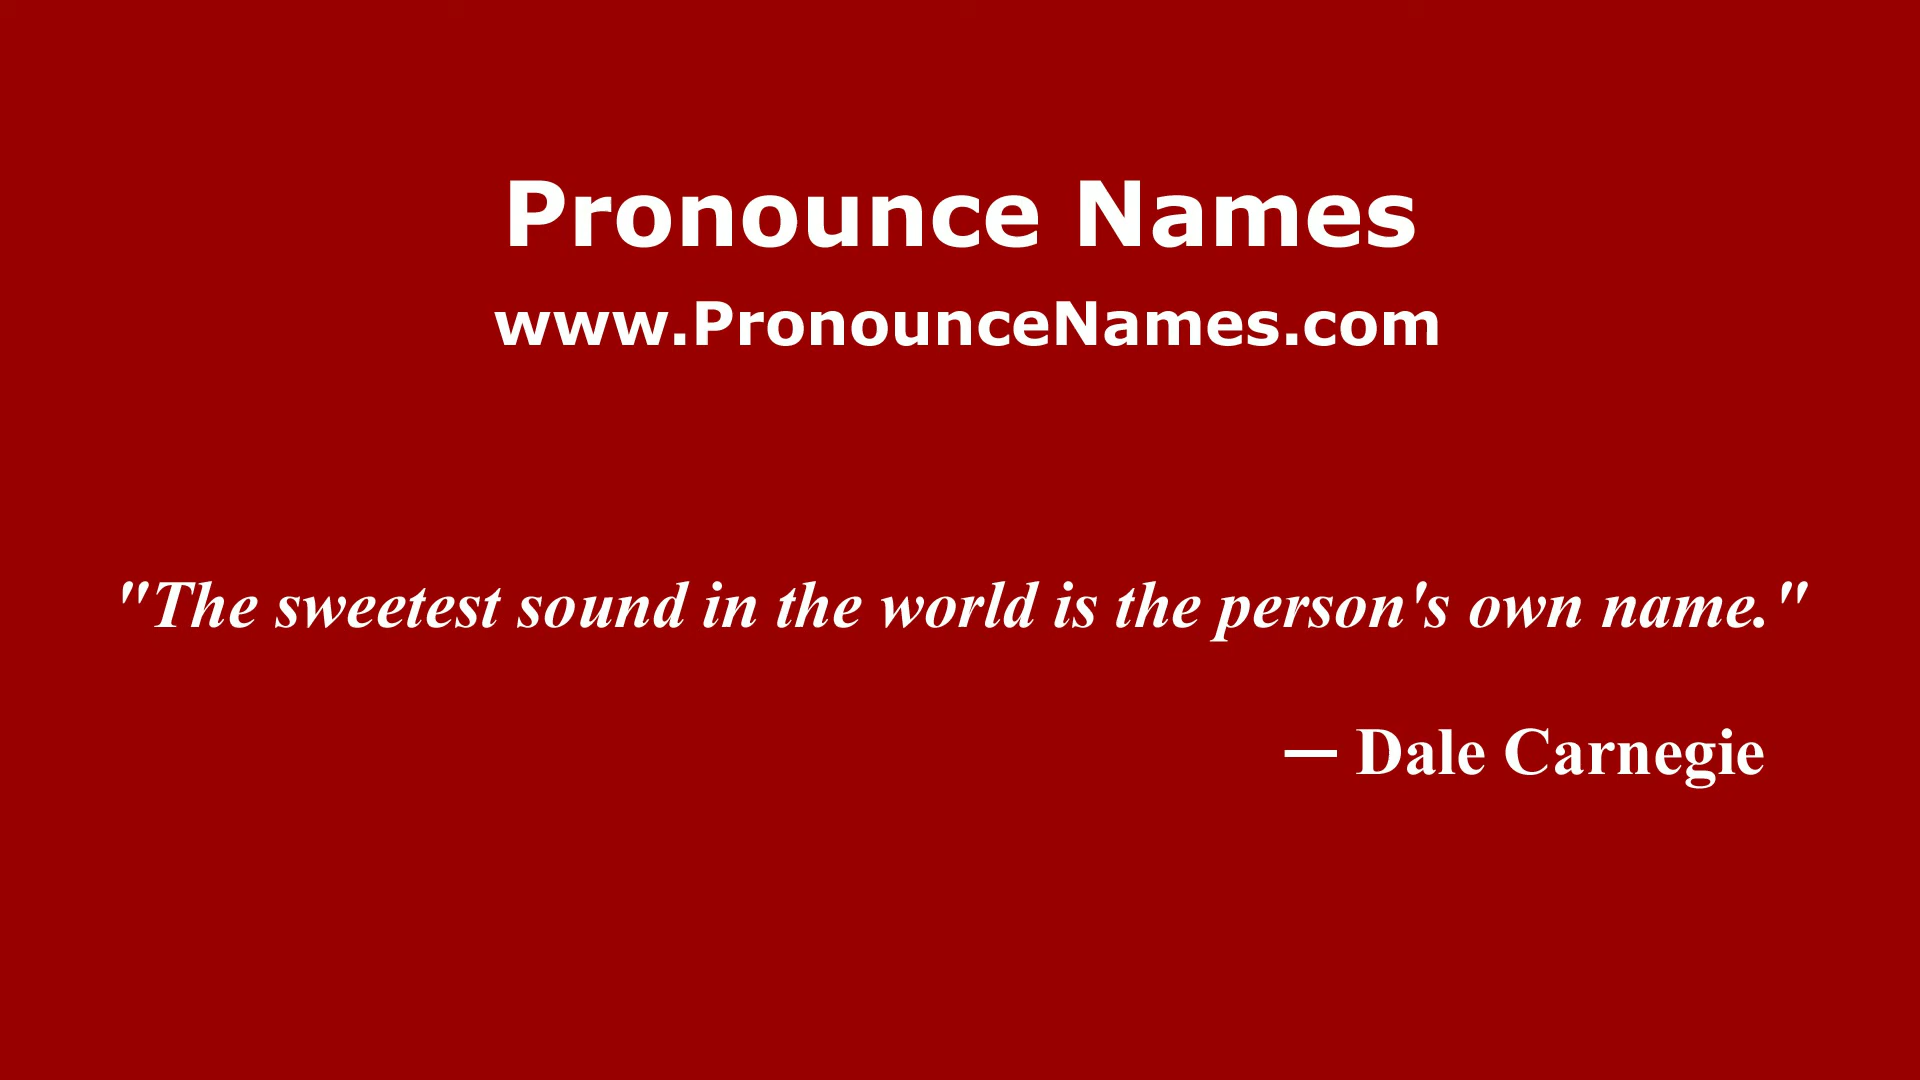 Pronounce Names
www.PronounceNames.com
"The sweetest sound in the world is the person's own name."
— Dale Carnegie